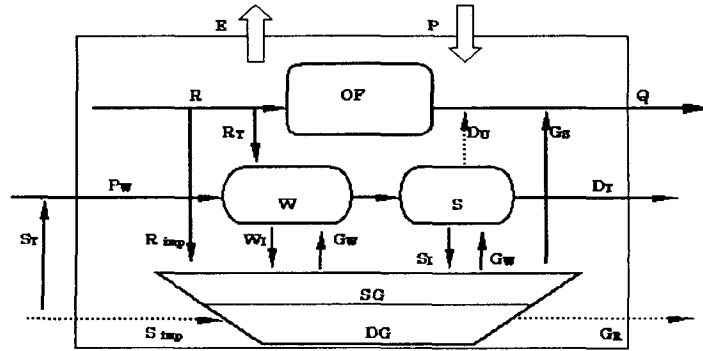 E P
R OF Q
RT DU GS
PW W S DT
ST R imp WI GW SI GW
SG
S imp DG GR